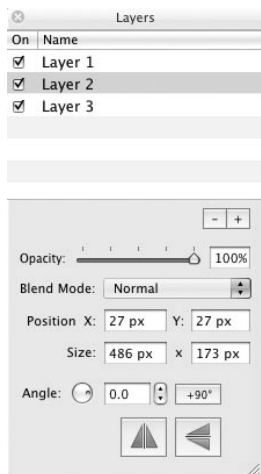 Layers
On Name
Layer 1
Layer 2
Layer 3
- +
Opacity: 100%
Blend Mode: Normal
Position X: 27 px Y: 27 px
Size: 486 px x 173 px
Angle: 0.0 +90°